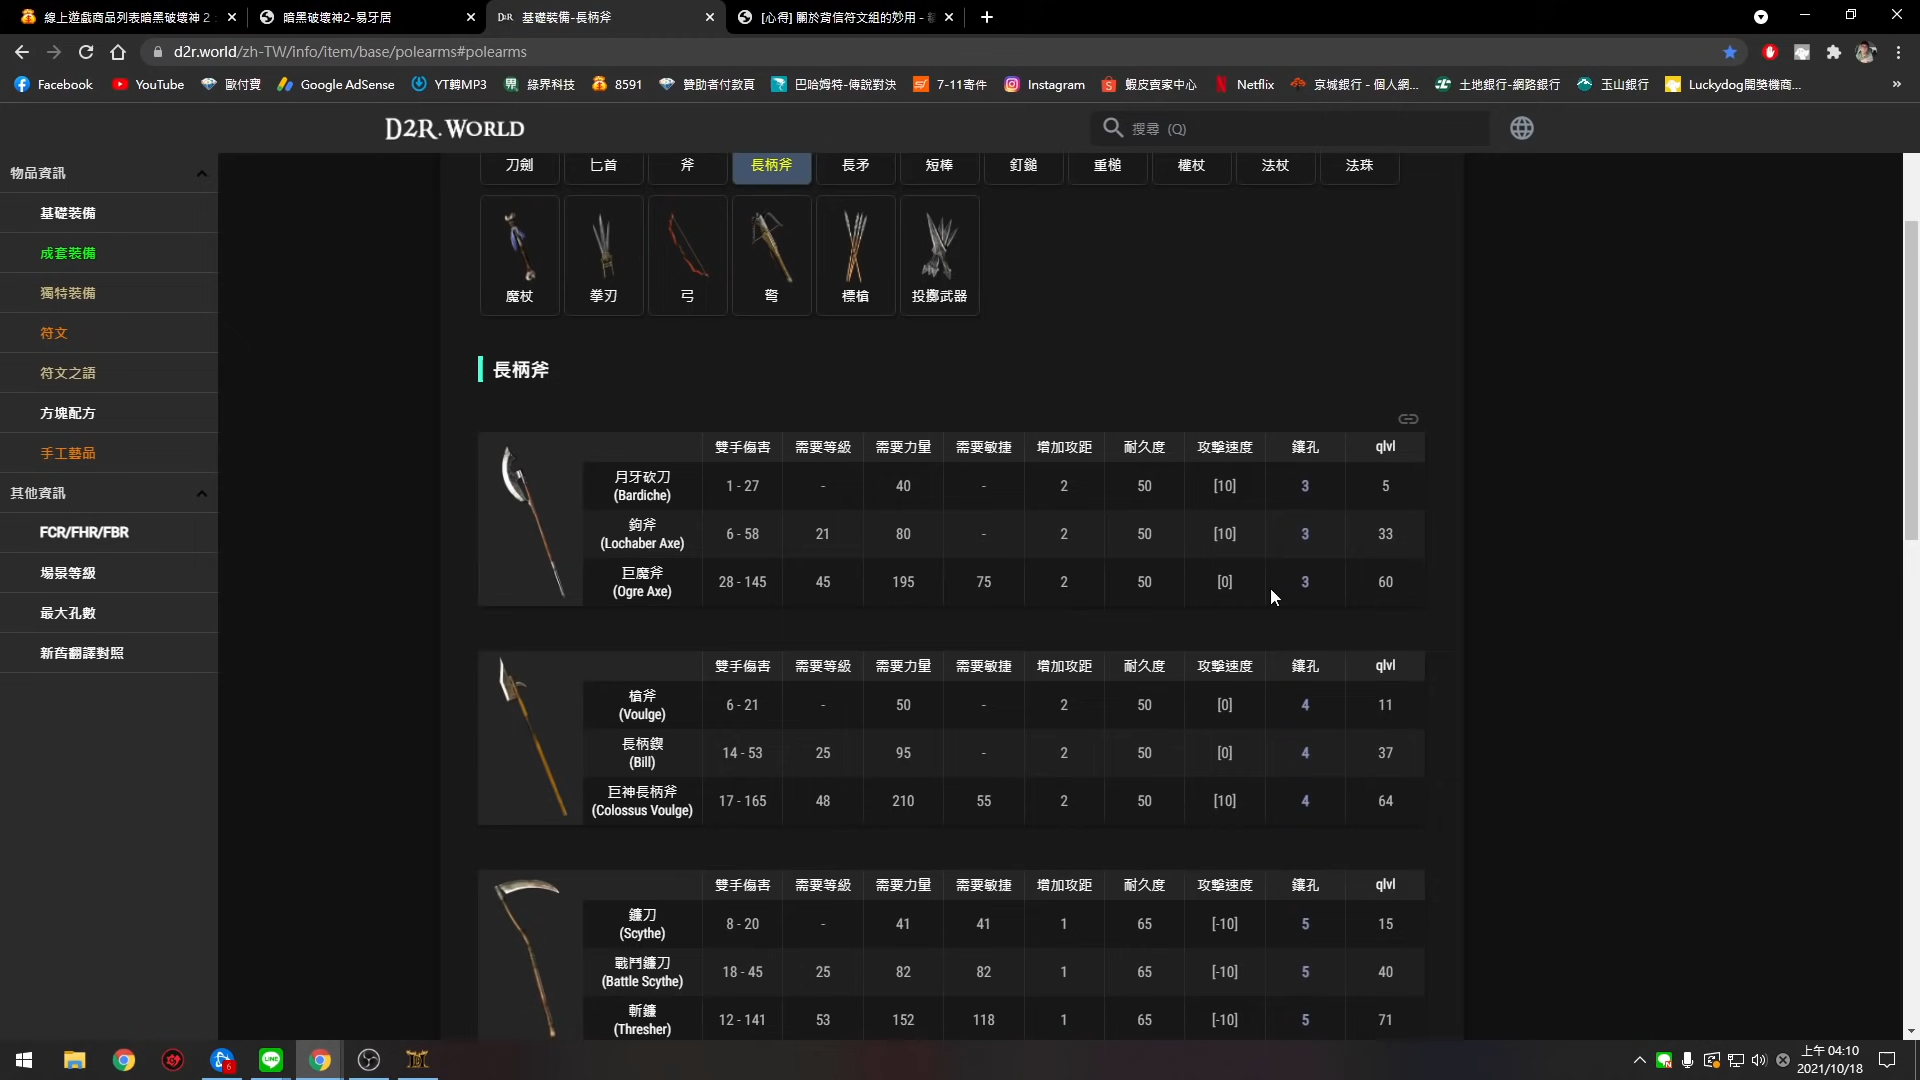 線上遊戲商品列表暗黑破壞神 2
暗黑破壞神2-易牙居
D2R 基礎裝備-長柄斧
[心得] 關於背信符文組的妙用 -
d2r.world/zh-TW/info/item/base/polearms#polearms
Facebook YouTube 歐付寶 Google AdSense YT轉MP3 綠界科技 8591 贊助者付款頁 巴哈姆特-傳說對決 7-11寄件 Instagram 蝦皮賣家中心 Netflix 京城銀行 - 個人網... 土地銀行-網路銀行 玉山銀行 Luckydog開獎機商... »
D2R.WORLD
搜尋 (Q)
物品資訊
基礎裝備
成套裝備
獨特裝備
符文
符文之語
方塊配方
手工藝品
其他資訊
FCR/FHR/FBR
場景等級
最大孔數
新舊翻譯對照
刀劍 匕首 斧 長柄斧 長矛 短棒 釘鎚 重槌 權杖 法杖 法珠
魔杖 拳刃 弓 弩 標槍 投擲武器
長柄斧
雙手傷害 需要等級 需要力量 需要敏捷 增加攻距 耐久度 攻擊速度 鑲孔 qlvl
月牙砍刀
(Bardiche) 1 - 27 - 40 - 2 50 [10] 3 5
鉤斧
(Lochaber Axe) 6 - 58 21 80 - 2 50 [10] 3 33
巨魔斧
(Ogre Axe) 28 - 145 45 195 75 2 50 [0] 3 60
雙手傷害 需要等級 需要力量 需要敏捷 增加攻距 耐久度 攻擊速度 鑲孔 qlvl
槍斧
(Voulge) 6 - 21 - 50 - 2 50 [0] 4 11
長柄鍥
(Bill) 14 - 53 25 95 - 2 50 [0] 4 37
巨神長柄斧
(Colossus Voulge) 17 - 165 48 210 55 2 50 [10] 4 64
雙手傷害 需要等級 需要力量 需要敏捷 增加攻距 耐久度 攻擊速度 鑲孔 qlvl
鐮刀
(Scythe) 8 - 20 - 41 41 1 65 [-10] 5 15
戰鬥鐮刀
(Battle Scythe) 18 - 45 25 82 82 1 65 [-10] 5 40
斬鐮
(Thresher) 12 - 141 53 152 118 1 65 [-10] 5 71
6
上午 04:10
2021/10/18